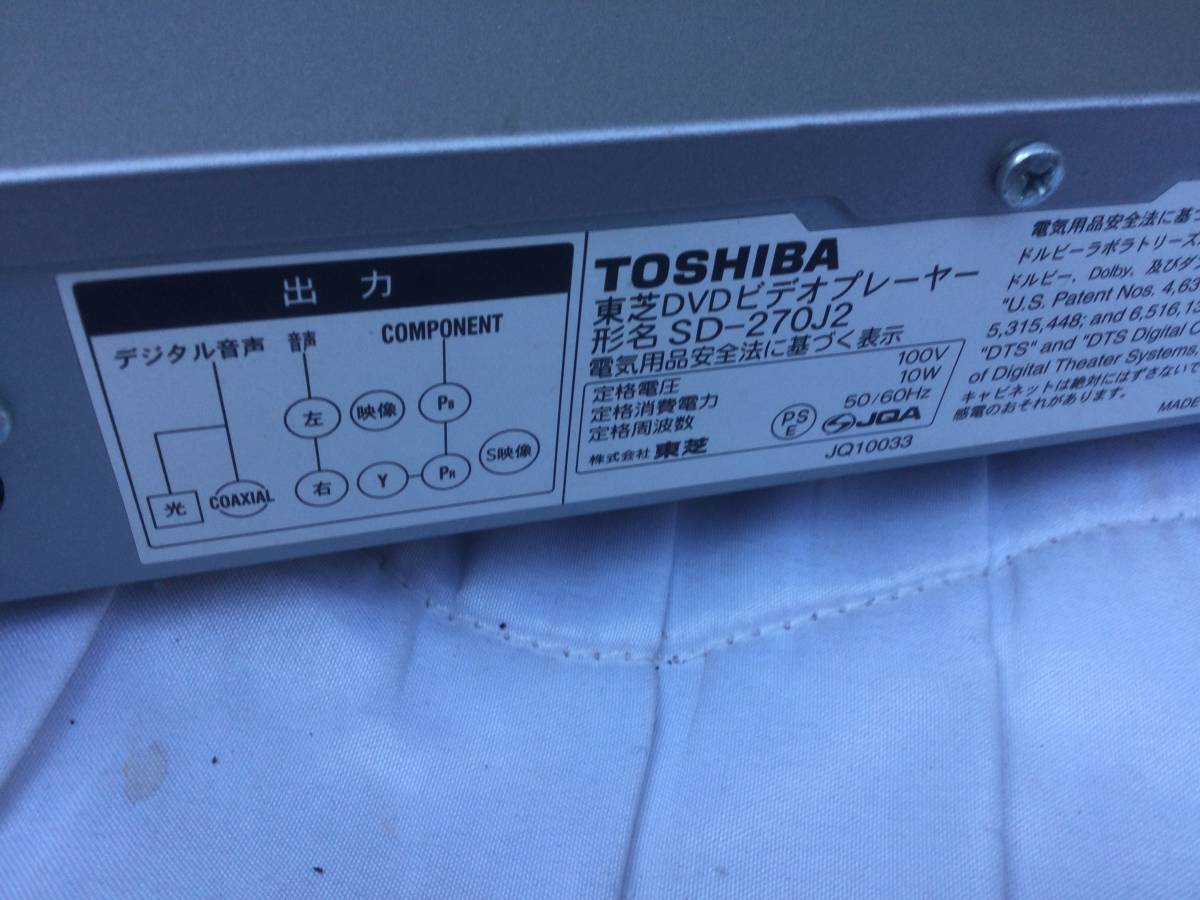 出力
デジタル音声
音声
COMPONENT
左
映像
PB
光
COAXIAL
右
Y
PR
S映像
TOSHIBA
東芝DVDビデオプレーヤー
形名 SD-270J2
電気用品安全法に基づく表示
定格電圧 100V
定格消費電力 10W
定格周波数 50/60Hz
株式会社 東芝
PSE
JQA
JQ10033
電気用品安全法に基づ
ドルビーラボラトリーズ
ドルビー、Dolby、及びダ
"U.S. Patent Nos. 4,63
5,315,448; and 6,516,1
"DTS" and "DTS Digital
of Digital Theater Systems,
キャビネットは絶対にはずさないで
感電のおそれがあります。
MADE